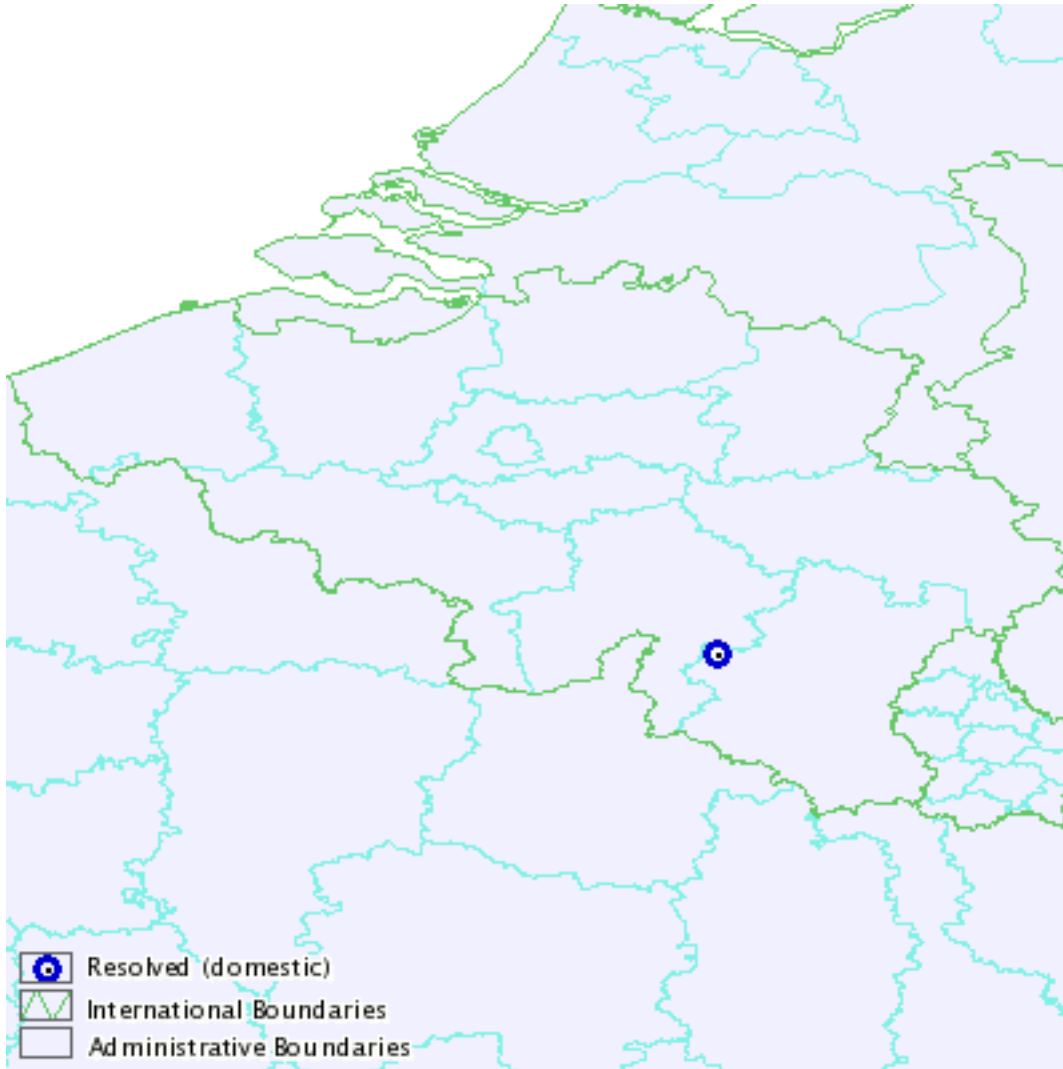 Resolved (domestic)
International Boundaries
Administrative Boundaries